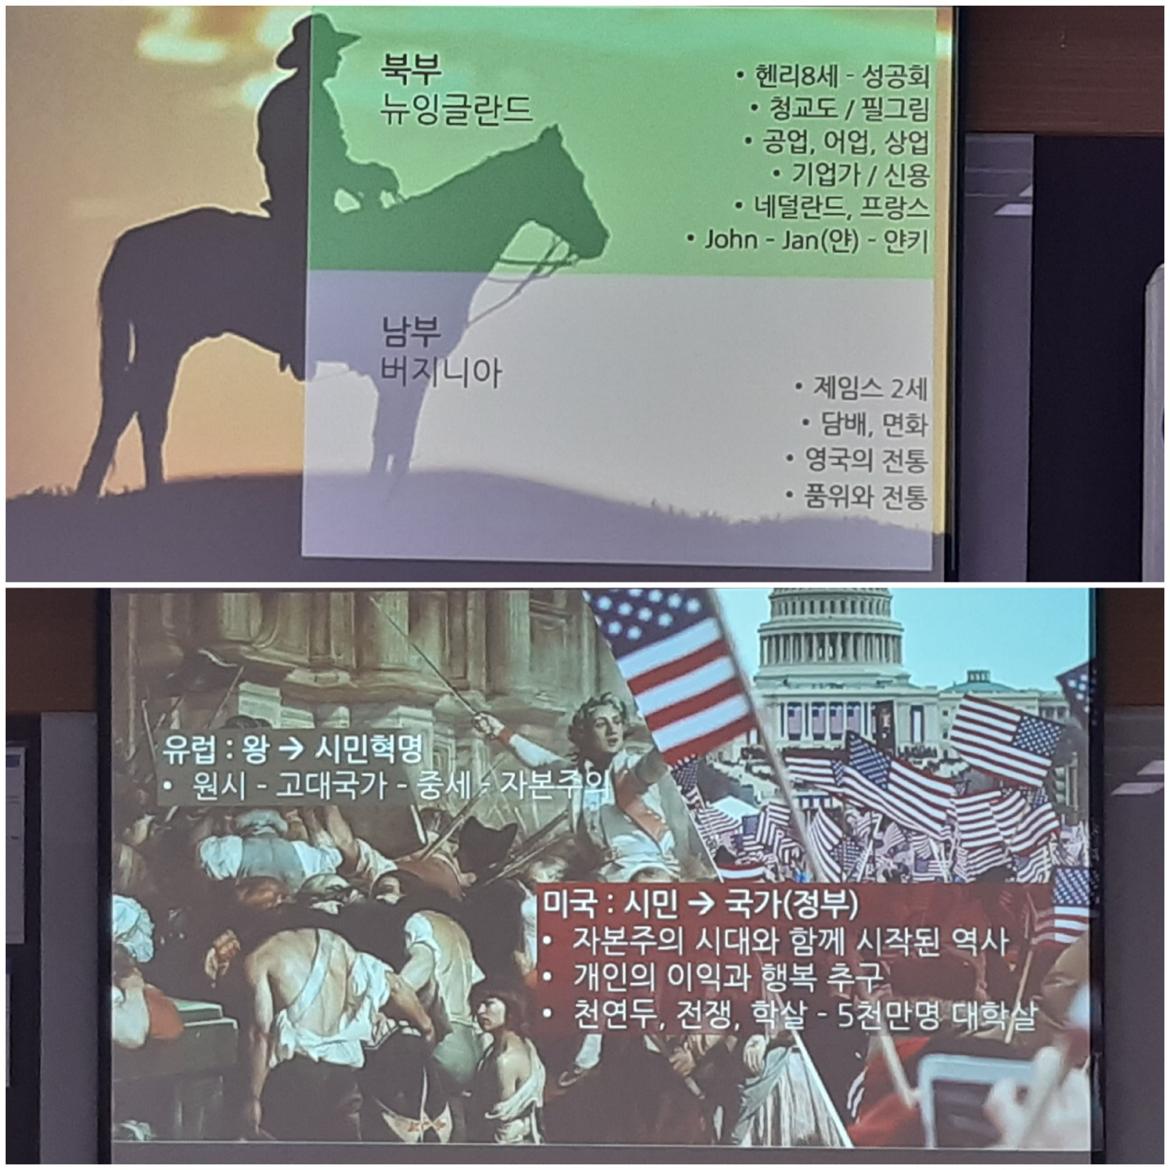 북부
뉴잉글란드
• 헨리8세 - 성공회
• 청교도 / 필그림
• 공업, 어업, 상업
• 기업가 / 신용
• 네덜란드, 프랑스
• John - Jan(얀) - 얀키
남부
버지니아
• 제임스 2세
• 담배, 면화
• 영국의 전통
• 품위와 전통
유럽 : 왕 → 시민혁명
• 원시 - 고대국가 - 중세 - 자본주의
미국 : 시민 → 국가(정부)
• 자본주의 시대와 함께 시작된 역사
• 개인의 이익과 행복 추구
• 천연두, 전쟁, 학살 - 5천만명 대학살